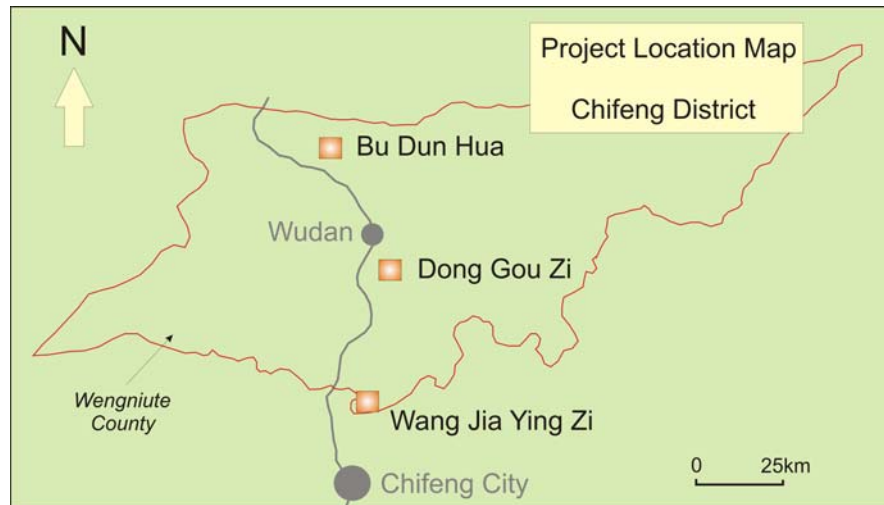 N
Project Location Map
Chifeng District
Bu Dun Hua
Wudan
Dong Gou Zi
Wengniute
County
Wang Jia Ying Zi
Chifeng City
0 25km